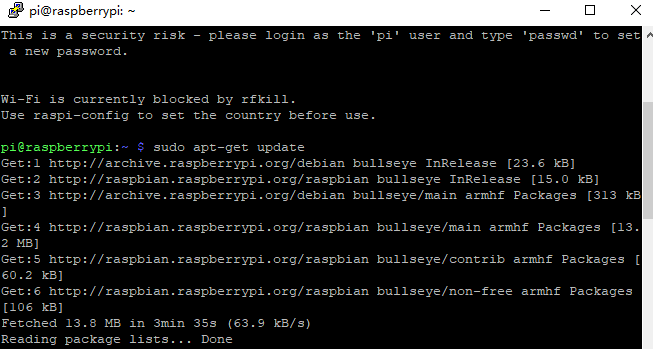 pi@raspberrypi: ~
This is a security risk - please login as the 'pi' user and type 'passwd' to set
 a new password.
Wi-Fi is currently blocked by rfkill.
Use raspi-config to set the country before use.
pi@raspberrypi:~ $ sudo apt-get update
Get:1 http://archive.raspberrypi.org/debian bullseye InRelease [23.6 kB]
Get:2 http://raspbian.raspberrypi.org/raspbian bullseye InRelease [15.0 kB]
Get:3 http://archive.raspberrypi.org/debian bullseye/main armhf Packages [313 kB
]
Get:4 http://raspbian.raspberrypi.org/raspbian bullseye/main armhf Packages [13.
2 MB]
Get:5 http://raspbian.raspberrypi.org/raspbian bullseye/contrib armhf Packages [
60.2 kB]
Get:6 http://raspbian.raspberrypi.org/raspbian bullseye/non-free armhf Packages
[106 kB]
Fetched 13.8 MB in 3min 35s (63.9 kB/s)
Reading package lists... Done